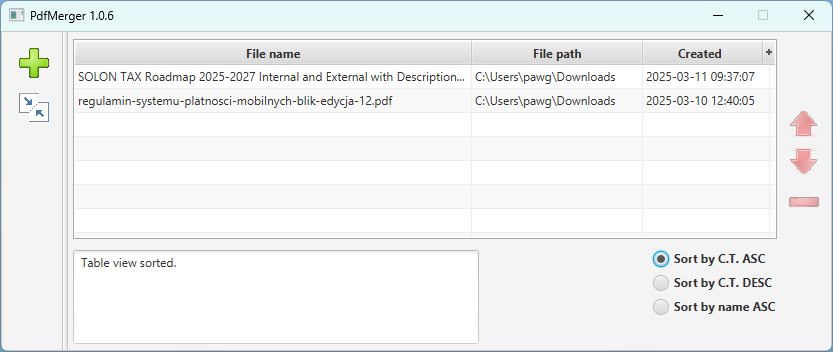 PdfMerger 1.0.6
File name File path Created +
SOLON TAX Roadmap 2025-2027 Internal and External with Description... C:\Users\pawg\Downloads 2025-03-11 09:37:07
regulamin-systemu-platnosci-mobilnych-blik-edycja-12.pdf C:\Users\pawg\Downloads 2025-03-10 12:40:05
Table view sorted.
Sort by C.T. ASC
Sort by C.T. DESC
Sort by name ASC